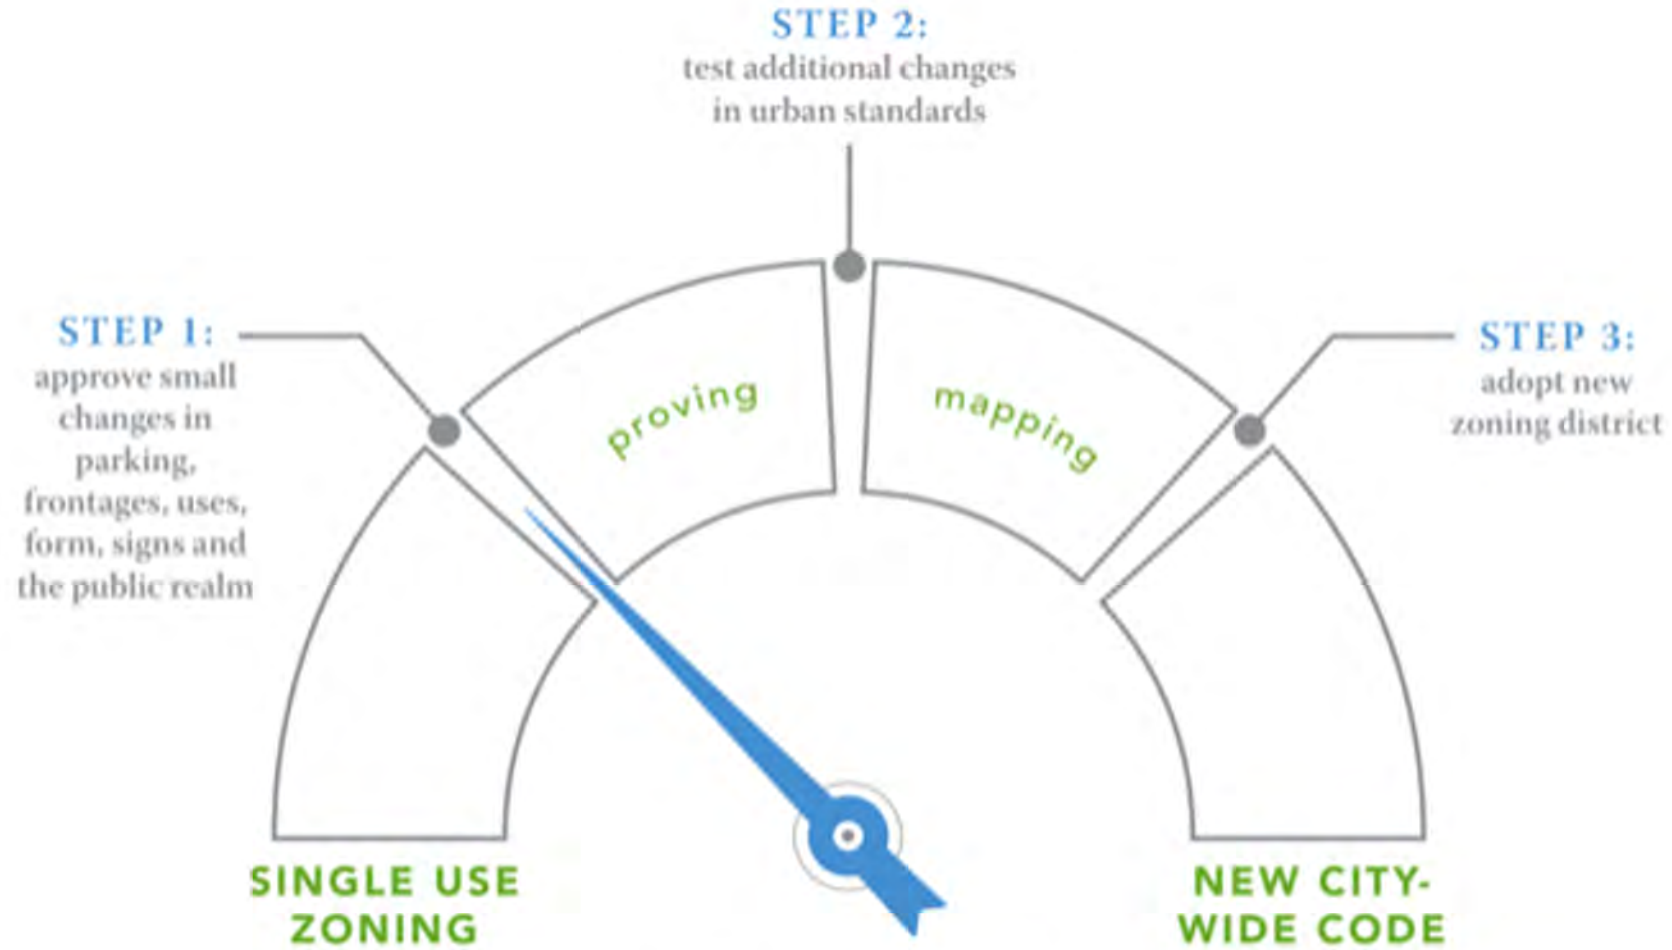 STEP 2:
test additional changes
in urban standards
STEP 1:
approve small
changes in
parking,
frontages, uses,
form, signs and
the public realm
STEP 3:
adopt new
zoning district
proving
mapping
SINGLE USE
ZONING
NEW CITY-
WIDE CODE